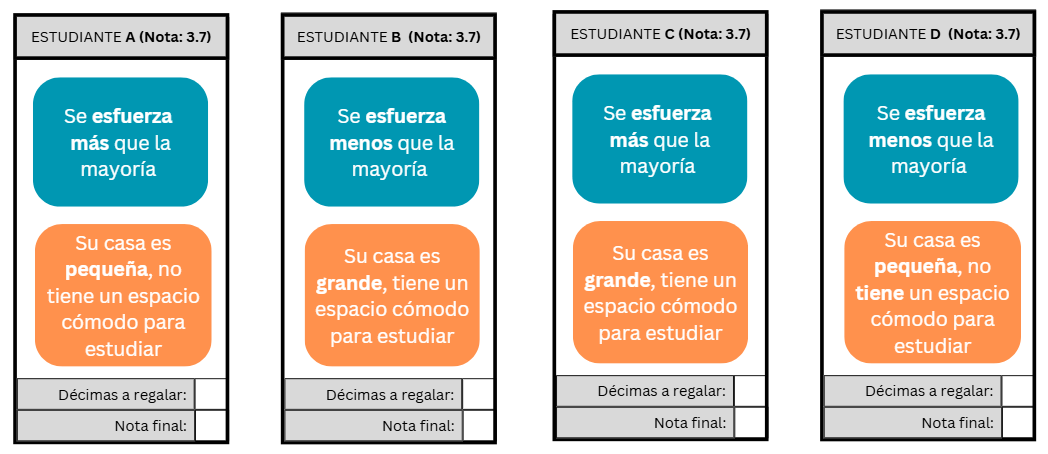 ESTUDIANTE A (Nota: 3.7)
Se esfuerza
más que la
mayoría
Su casa es
pequeña, no
tiene un espacio
cómodo para
estudiar
Décimas a regalar:
Nota final:
ESTUDIANTE B (Nota: 3.7)
Se esfuerza
menos que la
mayoría
Su casa es
grande, tiene un
espacio cómodo
para estudiar
Décimas a regalar:
Nota final:
ESTUDIANTE C (Nota: 3.7)
Se esfuerza
más que la
mayoría
Su casa es
grande, tiene un
espacio cómodo
para estudiar
Décimas a regalar:
Nota final:
ESTUDIANTE D (Nota: 3.7)
Se esfuerza
menos que la
mayoría
Su casa es
pequeña, no
tiene un espacio
cómodo para
estudiar
Décimas a regalar:
Nota final: